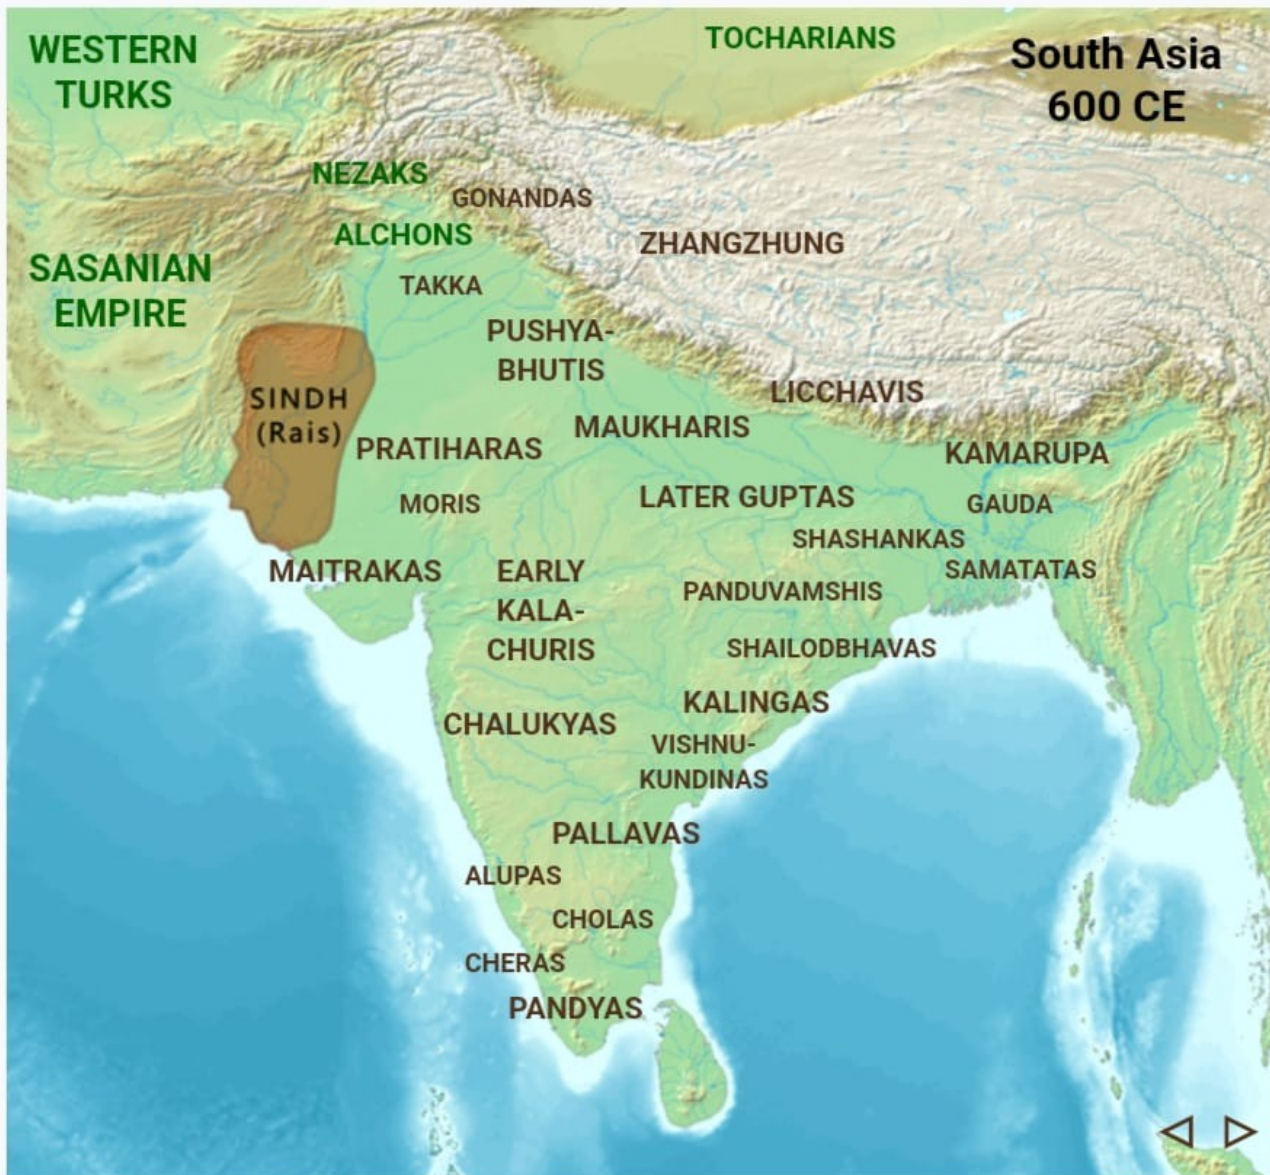 WESTERN
TURKS
TOCHARIANS
South Asia
600 CE
NEZAKS
GONANDAS
ALCHONS
ZHANGZHUNG
SASANIAN
EMPIRE
TAKKA
PUSHYA-
BHUTIS
SINDH
(Rais)
LICCHAVIS
MAUKHARIS
PRATIHARAS
KAMARUPA
MORIS
LATER GUPTAS
GAUDA
SHASHANKAS
MAITRAKAS
EARLY
KALA-
CHURIS
SAMATATAS
PANDUVAMSHIS
SHAILODBHAVAS
KALINGAS
CHALUKYAS
VISHNU-
KUNDINAS
PALLAVAS
ALUPAS
CHOLAS
CHERAS
PANDYAS